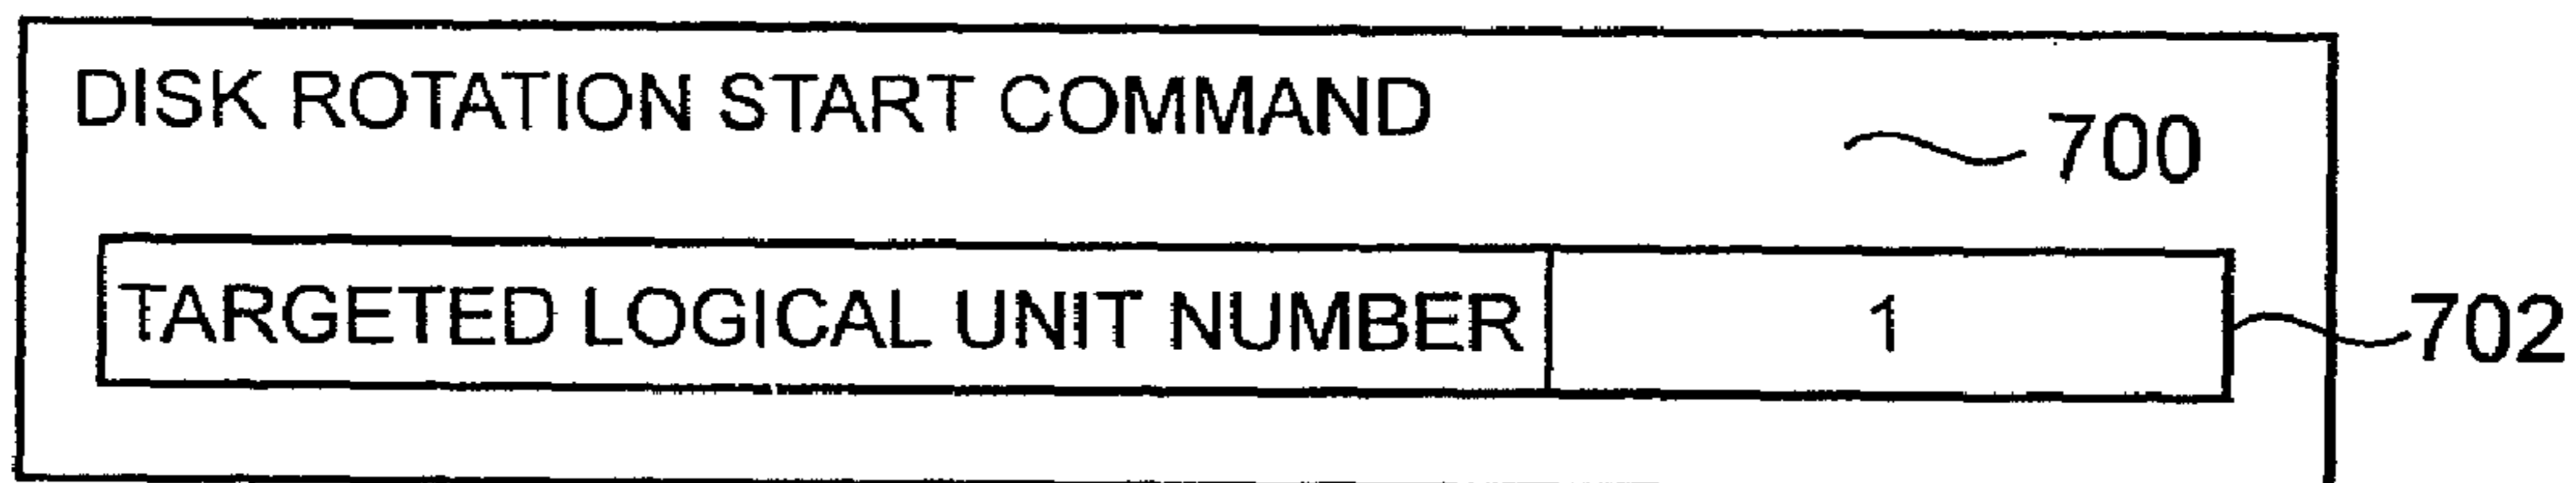 DISK ROTATION START COMMAND
700
TARGETED LOGICAL UNIT NUMBER 1
702